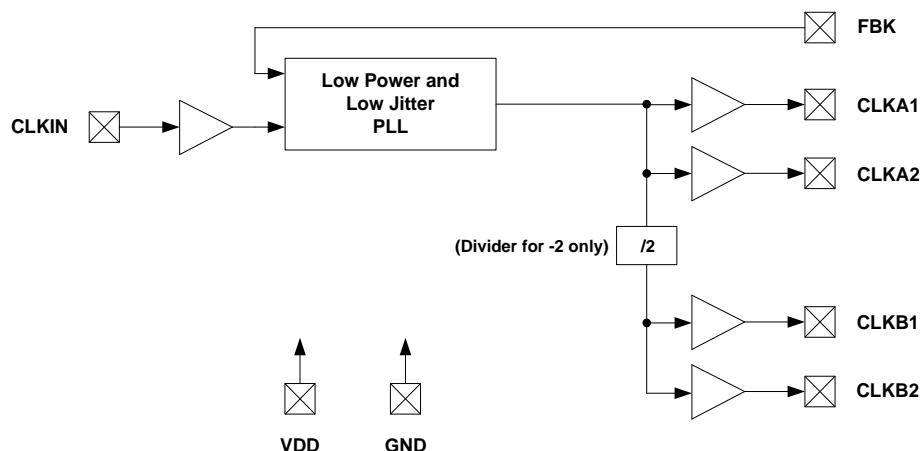 FBK
Low Power and
Low Jitter
PLL
CLKIN
CLKA1
CLKA2
(Divider for -2 only)
/2
CLKB1
CLKB2
VDD
GND